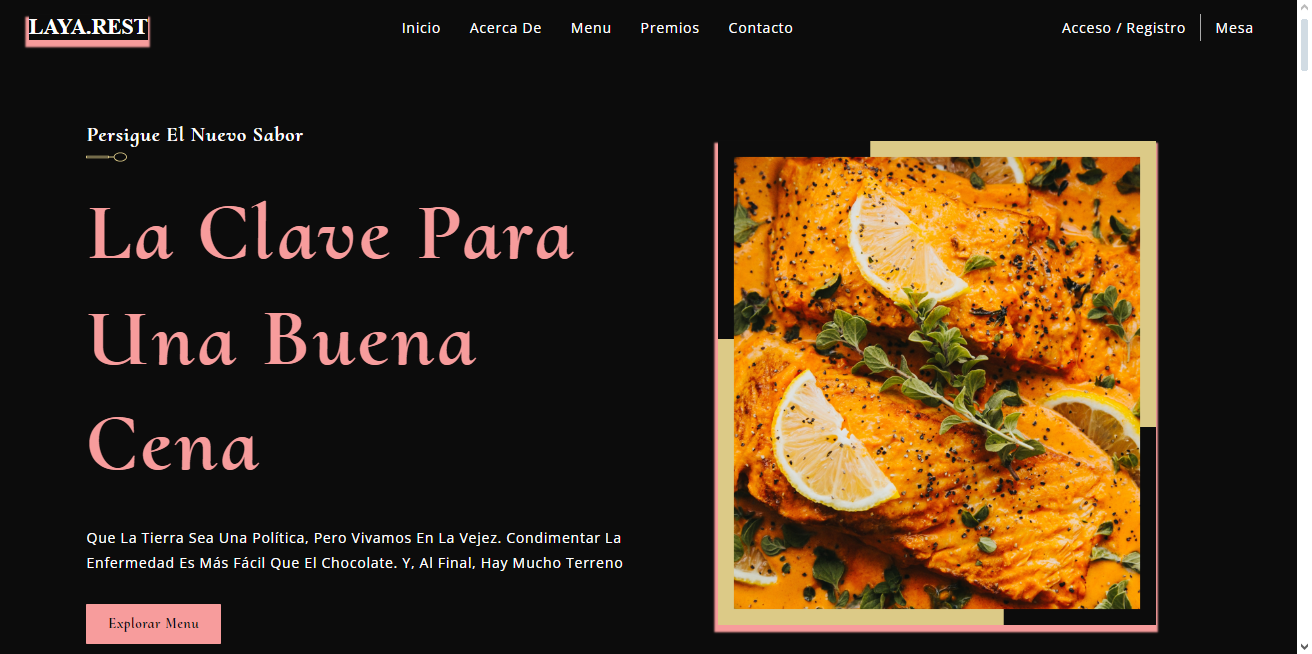 LAYA.REST
Inicio Acerca De Menu Premios Contacto
Acceso / Registro Mesa
Persigue El Nuevo Sabor
La Clave Para
Una Buena
Cena
Que La Tierra Sea Una Política, Pero Vivamos En La Vejez. Condimentar La
Enfermedad Es Más Fácil Que El Chocolate. Y, Al Final, Hay Mucho Terreno
Explorar Menu